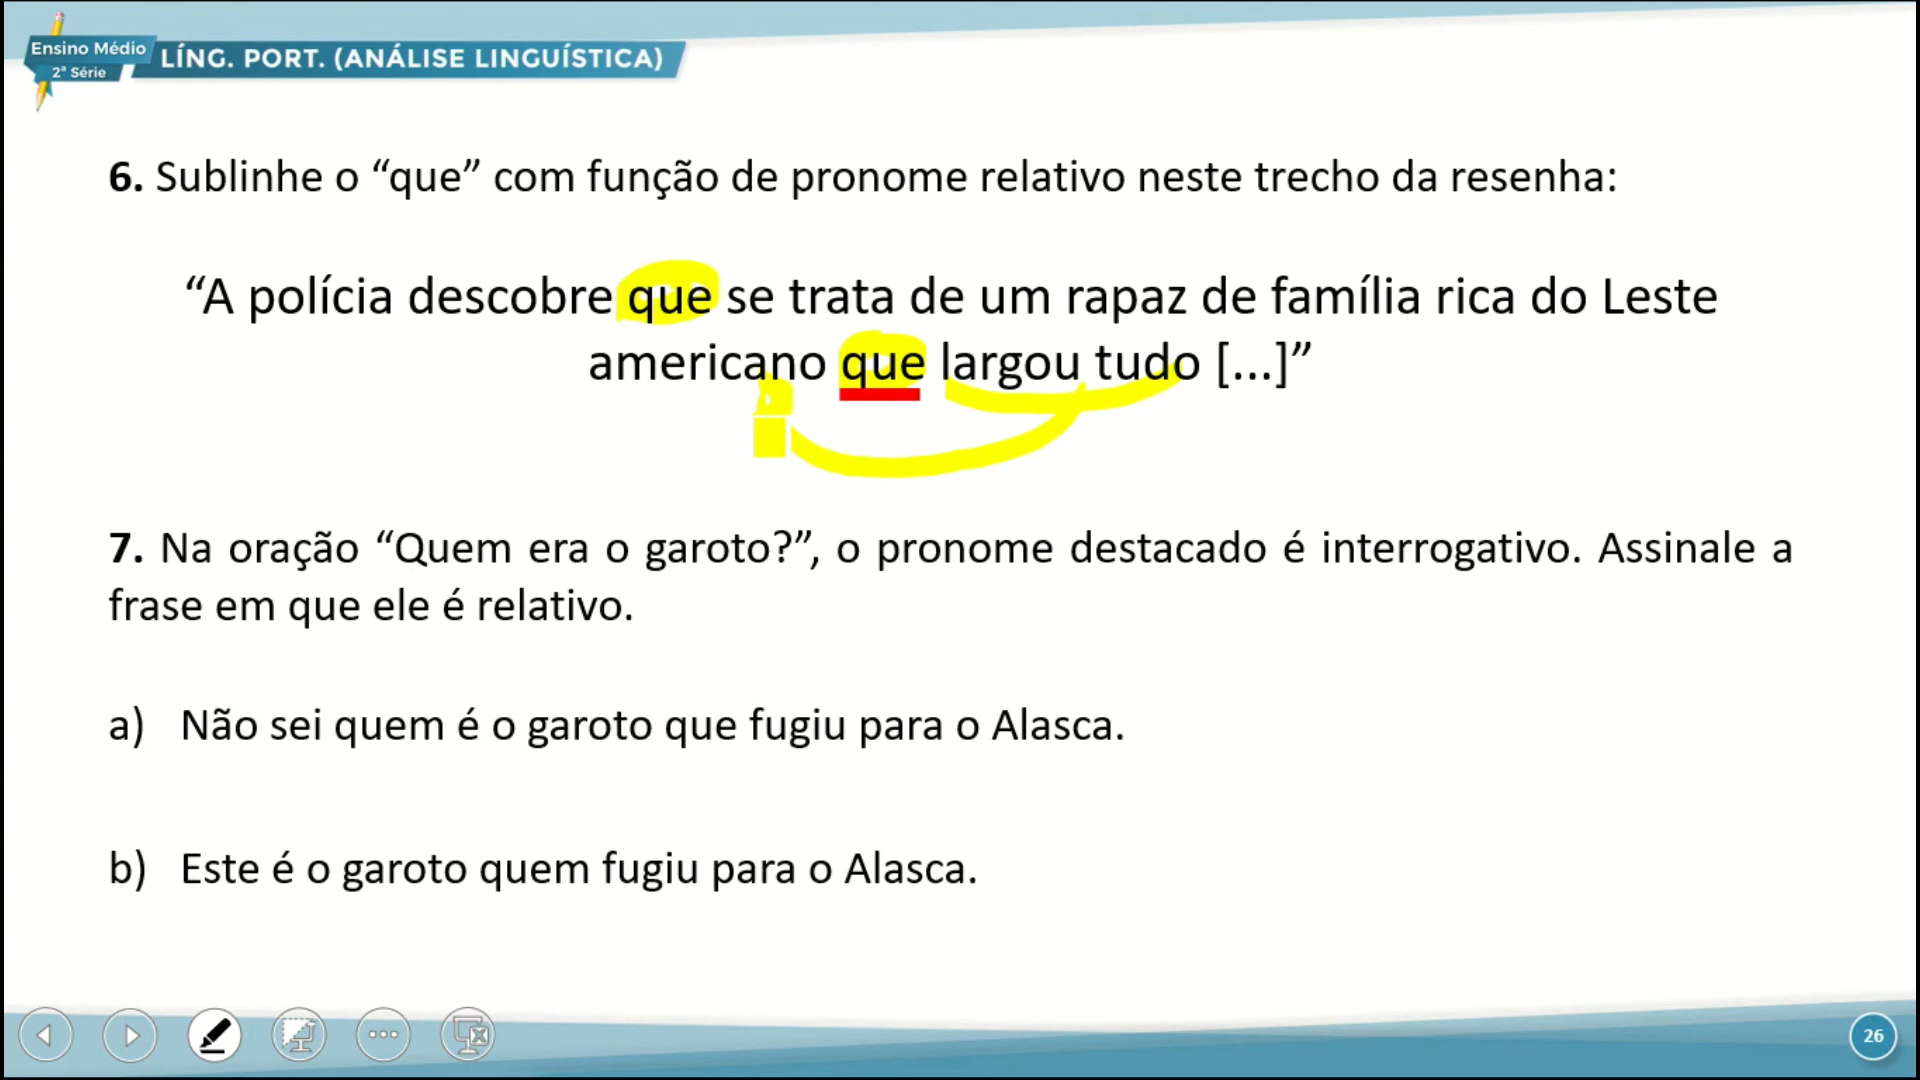 Ensino Médio
2ª Série
LÍNG. PORT. (ANÁLISE LINGUÍSTICA)
6. Sublinhe o “que” com função de pronome relativo neste trecho da resenha:
“A polícia descobre que se trata de um rapaz de família rica do Leste
americano que largou tudo [...]”
7. Na oração “Quem era o garoto?”, o pronome destacado é interrogativo. Assinale a
frase em que ele é relativo.
a) Não sei quem é o garoto que fugiu para o Alasca.
b) Este é o garoto quem fugiu para o Alasca.
26